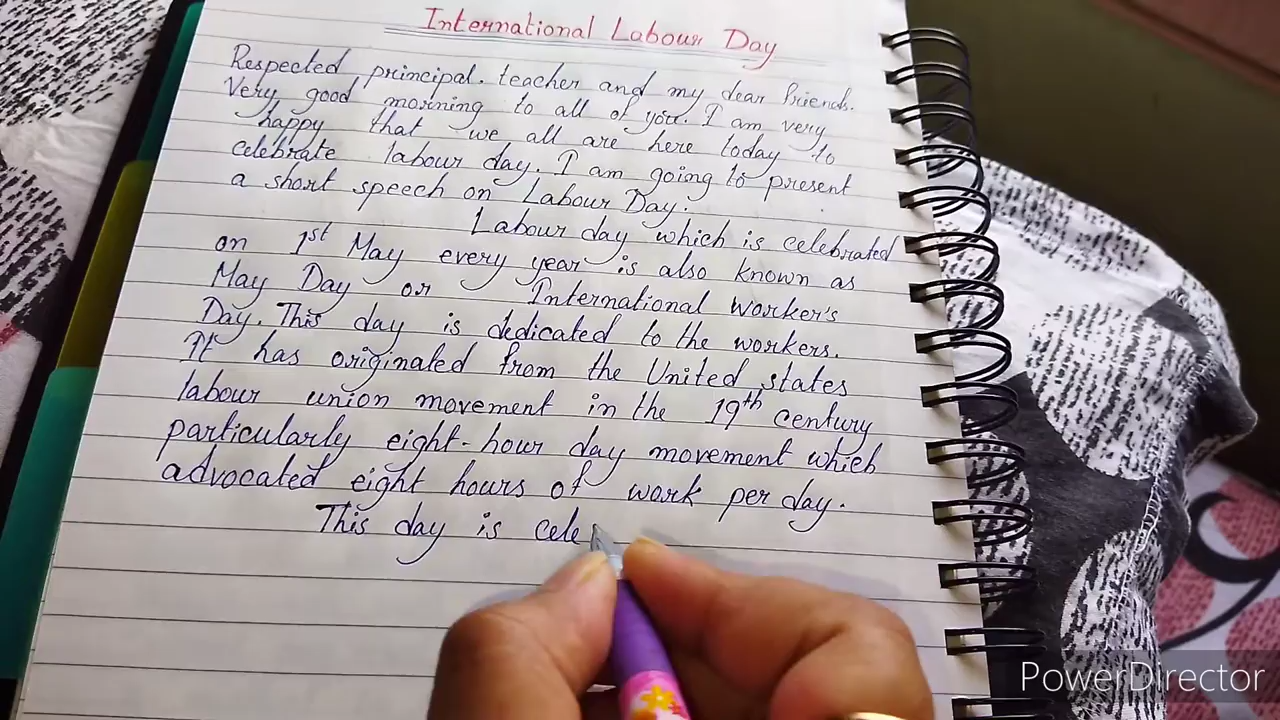 International Labour Day
Respected principal. teacher and my dear friends.
Very good morning to all of you. I am very
happy that we all are here today to
celebrate labour day. I am going to present
a short speech on Labour Day.
Labour day which is celebrated
on 1st May every year is also known as
May Day or International worker's
Day. This day is dedicated to the workers.
It has originated from the United states
labour union movement in the 19th century
particularly eight-hour day movement which
advocated eight hours of work per day.
This day is cele
PowerDirector